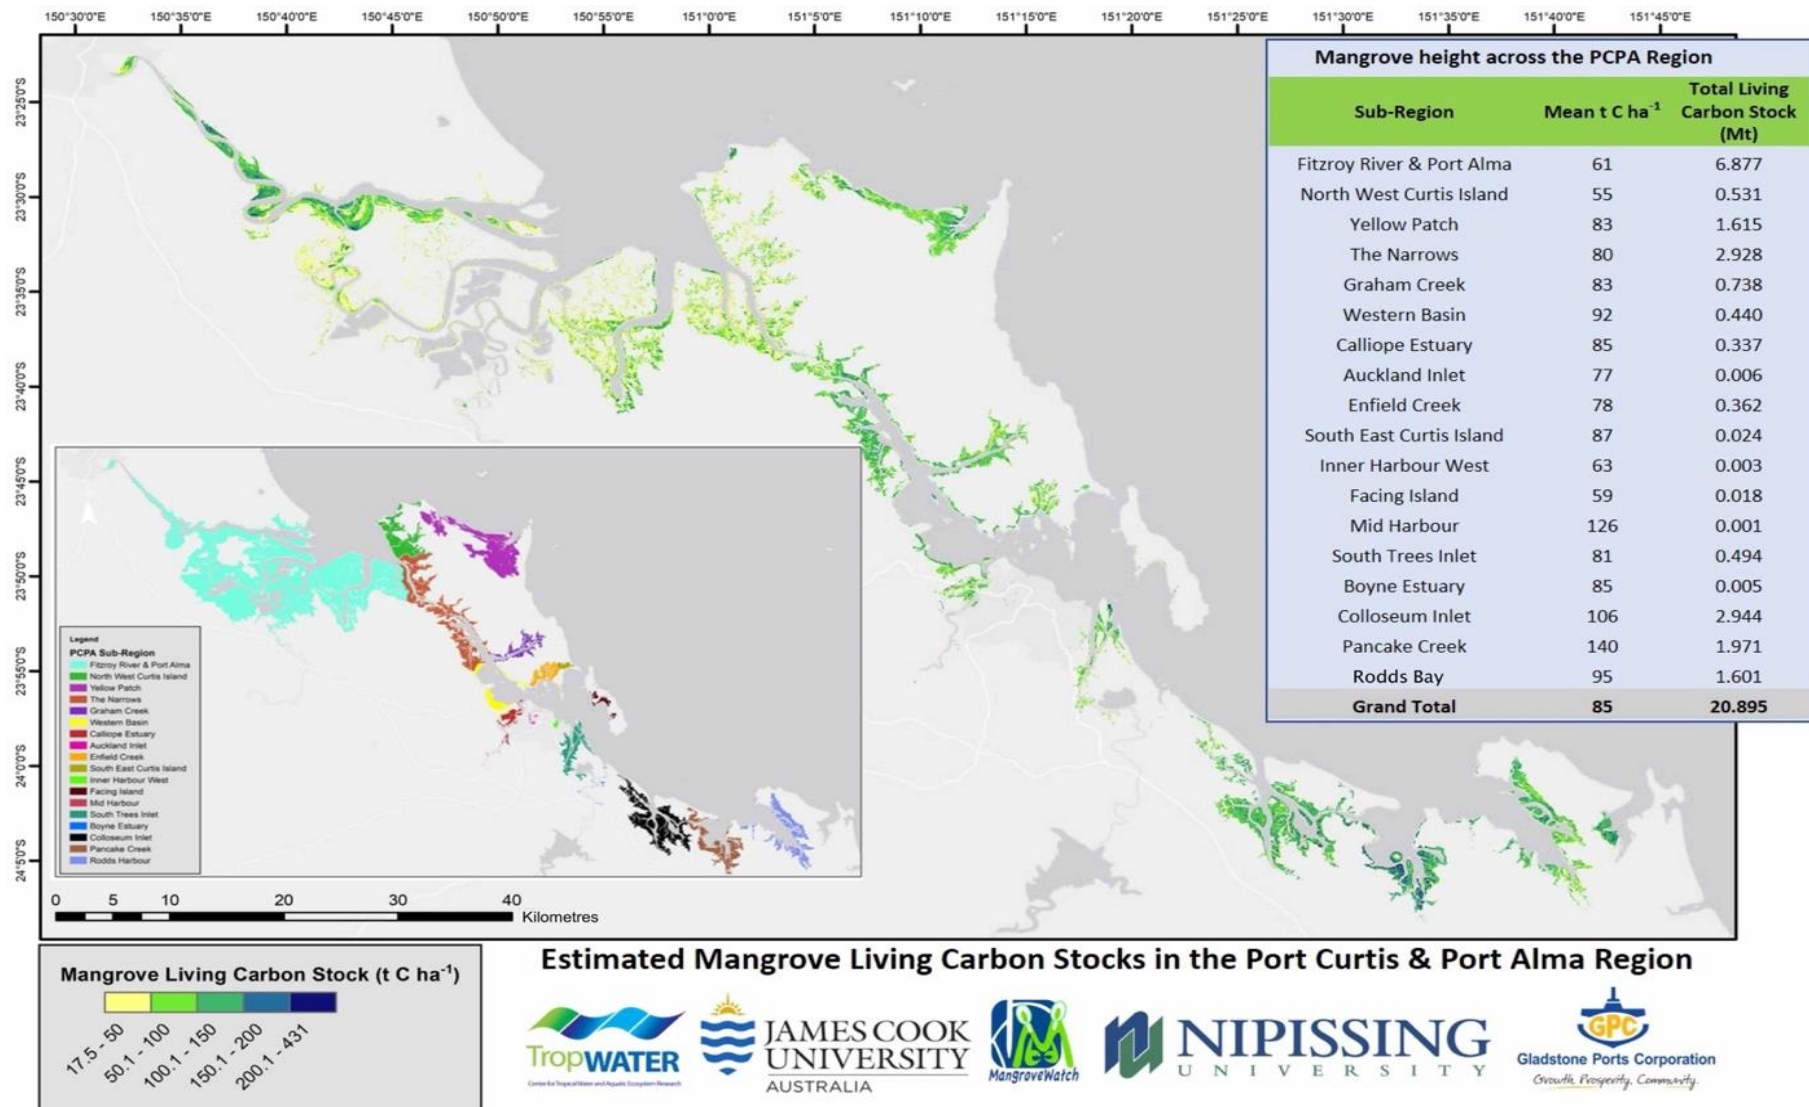 150°30'0"E 150°35'0"E 150°40'0"E 150°45'0"E 150°50'0"E 150°55'0"E 151°0'0"E 151°5'0"E 151°10'0"E 151°15'0"E 151°20'0"E 151°25'0"E 151°30'0"E 151°35'0"E 151°40'0"E 151°45'0"E
23°25'0"S
23°30'0"S
23°35'0"S
23°40'0"S
23°45'0"S
23°50'0"S
23°55'0"S
24°0'0"S
24°5'0"S
Mangrove height across the PCPA Region
Sub-Region Mean t C ha⁻¹ Total Living Carbon Stock (Mt)
Fitzroy River & Port Alma 61 6.877
North West Curtis Island 55 0.531
Yellow Patch 83 1.615
The Narrows 80 2.928
Graham Creek 83 0.738
Western Basin 92 0.440
Calliope Estuary 85 0.337
Auckland Inlet 77 0.006
Enfield Creek 78 0.362
South East Curtis Island 87 0.024
Inner Harbour West 63 0.003
Facing Island 59 0.018
Mid Harbour 126 0.001
South Trees Inlet 81 0.494
Boyne Estuary 85 0.005
Colloseum Inlet 106 2.944
Pancake Creek 140 1.971
Rodds Bay 95 1.601
Grand Total 85 20.895
Legend
PCPA Sub-Region
Fitzroy River & Port Alma
North West Curtis Island
Yellow Patch
The Narrows
Graham Creek
Western Basin
Calliope Estuary
Auckland Inlet
Enfield Creek
South East Curtis Island
Inner Harbour West
Facing Island
Mid Harbour
South Trees Inlet
Boyne Estuary
Colloseum Inlet
Pancake Creek
Rodds Harbour
0 5 10 20 30 40
Kilometres
Mangrove Living Carbon Stock (t C ha⁻¹)
17.5 - 50
50.1 - 100
100.1 - 150
150.1 - 200
200.1 - 431
Estimated Mangrove Living Carbon Stocks in the Port Curtis & Port Alma Region
TropWATER
Centre for Tropical Water and Aquatic Ecosystem Research
JAMES COOK
UNIVERSITY
AUSTRALIA
MangroveWatch
NIPISSING
UNIVERSITY
GPC
Gladstone Ports Corporation
Growth, Prosperity, Community.